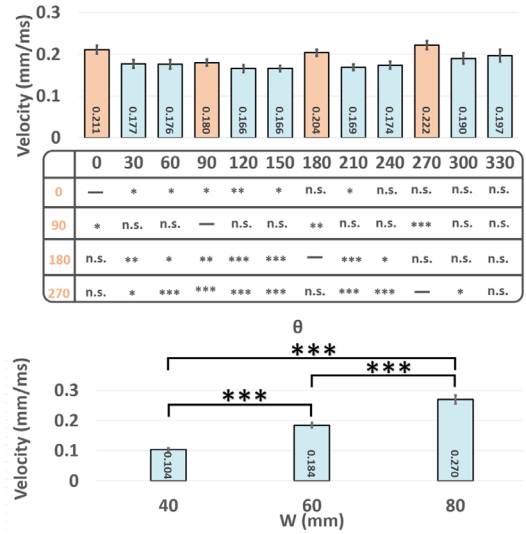 Velocity (mm/ms)
0.3
0.2
0.1
0
0.211 0.177 0.176 0.180 0.166 0.166 0.204 0.169 0.174 0.222 0.190 0.197
0 30 60 90 120 150 180 210 240 270 300 330
0 — * * * ** * n.s. * n.s. n.s. n.s. n.s.
90 * n.s. n.s. — n.s. n.s. ** n.s. n.s. *** n.s. n.s.
180 n.s. ** * ** *** *** — *** * n.s. n.s. n.s.
270 n.s. * *** *** *** *** n.s. *** *** — * n.s.
θ
***
***
***
Velocity (mm/ms)
0.3
0.2
0.1
0
0.104 0.184 0.270
40 60 80
W (mm)